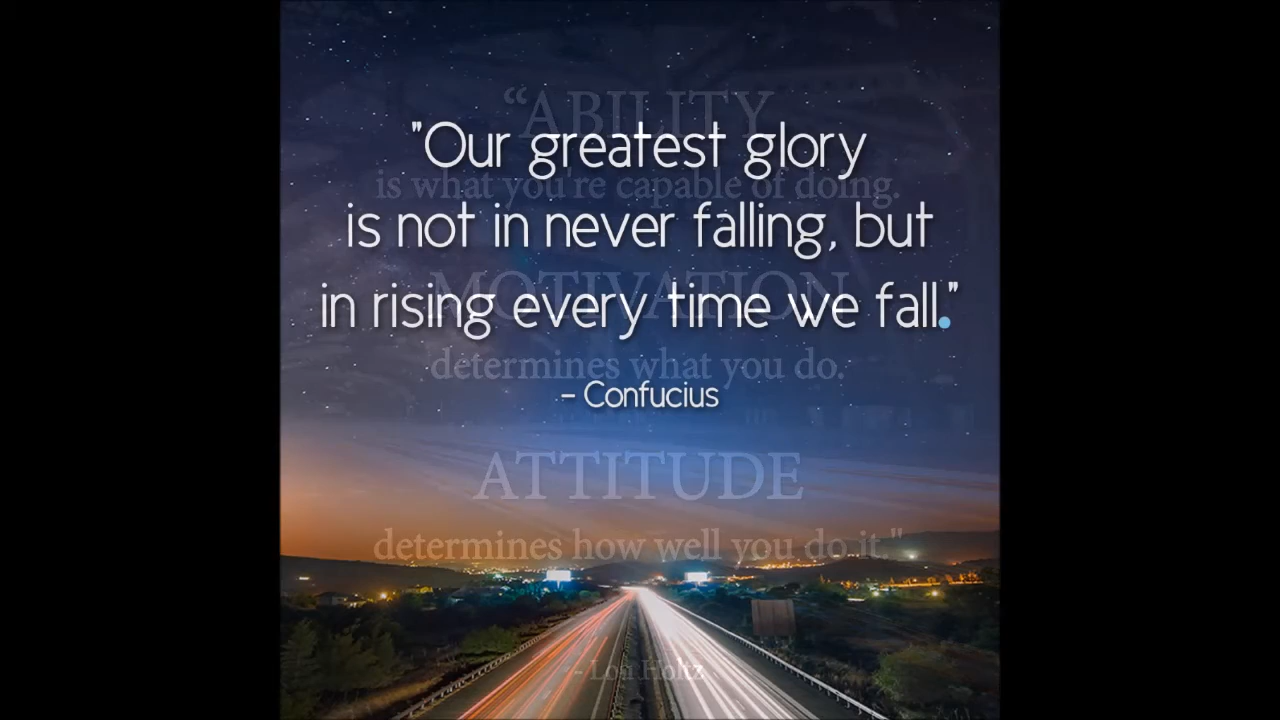 "Our greatest glory
is not in never falling, but
in rising every time we fall."
- Confucius
“ABILITY
is what you're capable of doing.
MOTIVATION
determines what you do.
ATTITUDE
determines how well you do it."
- Lou Holtz